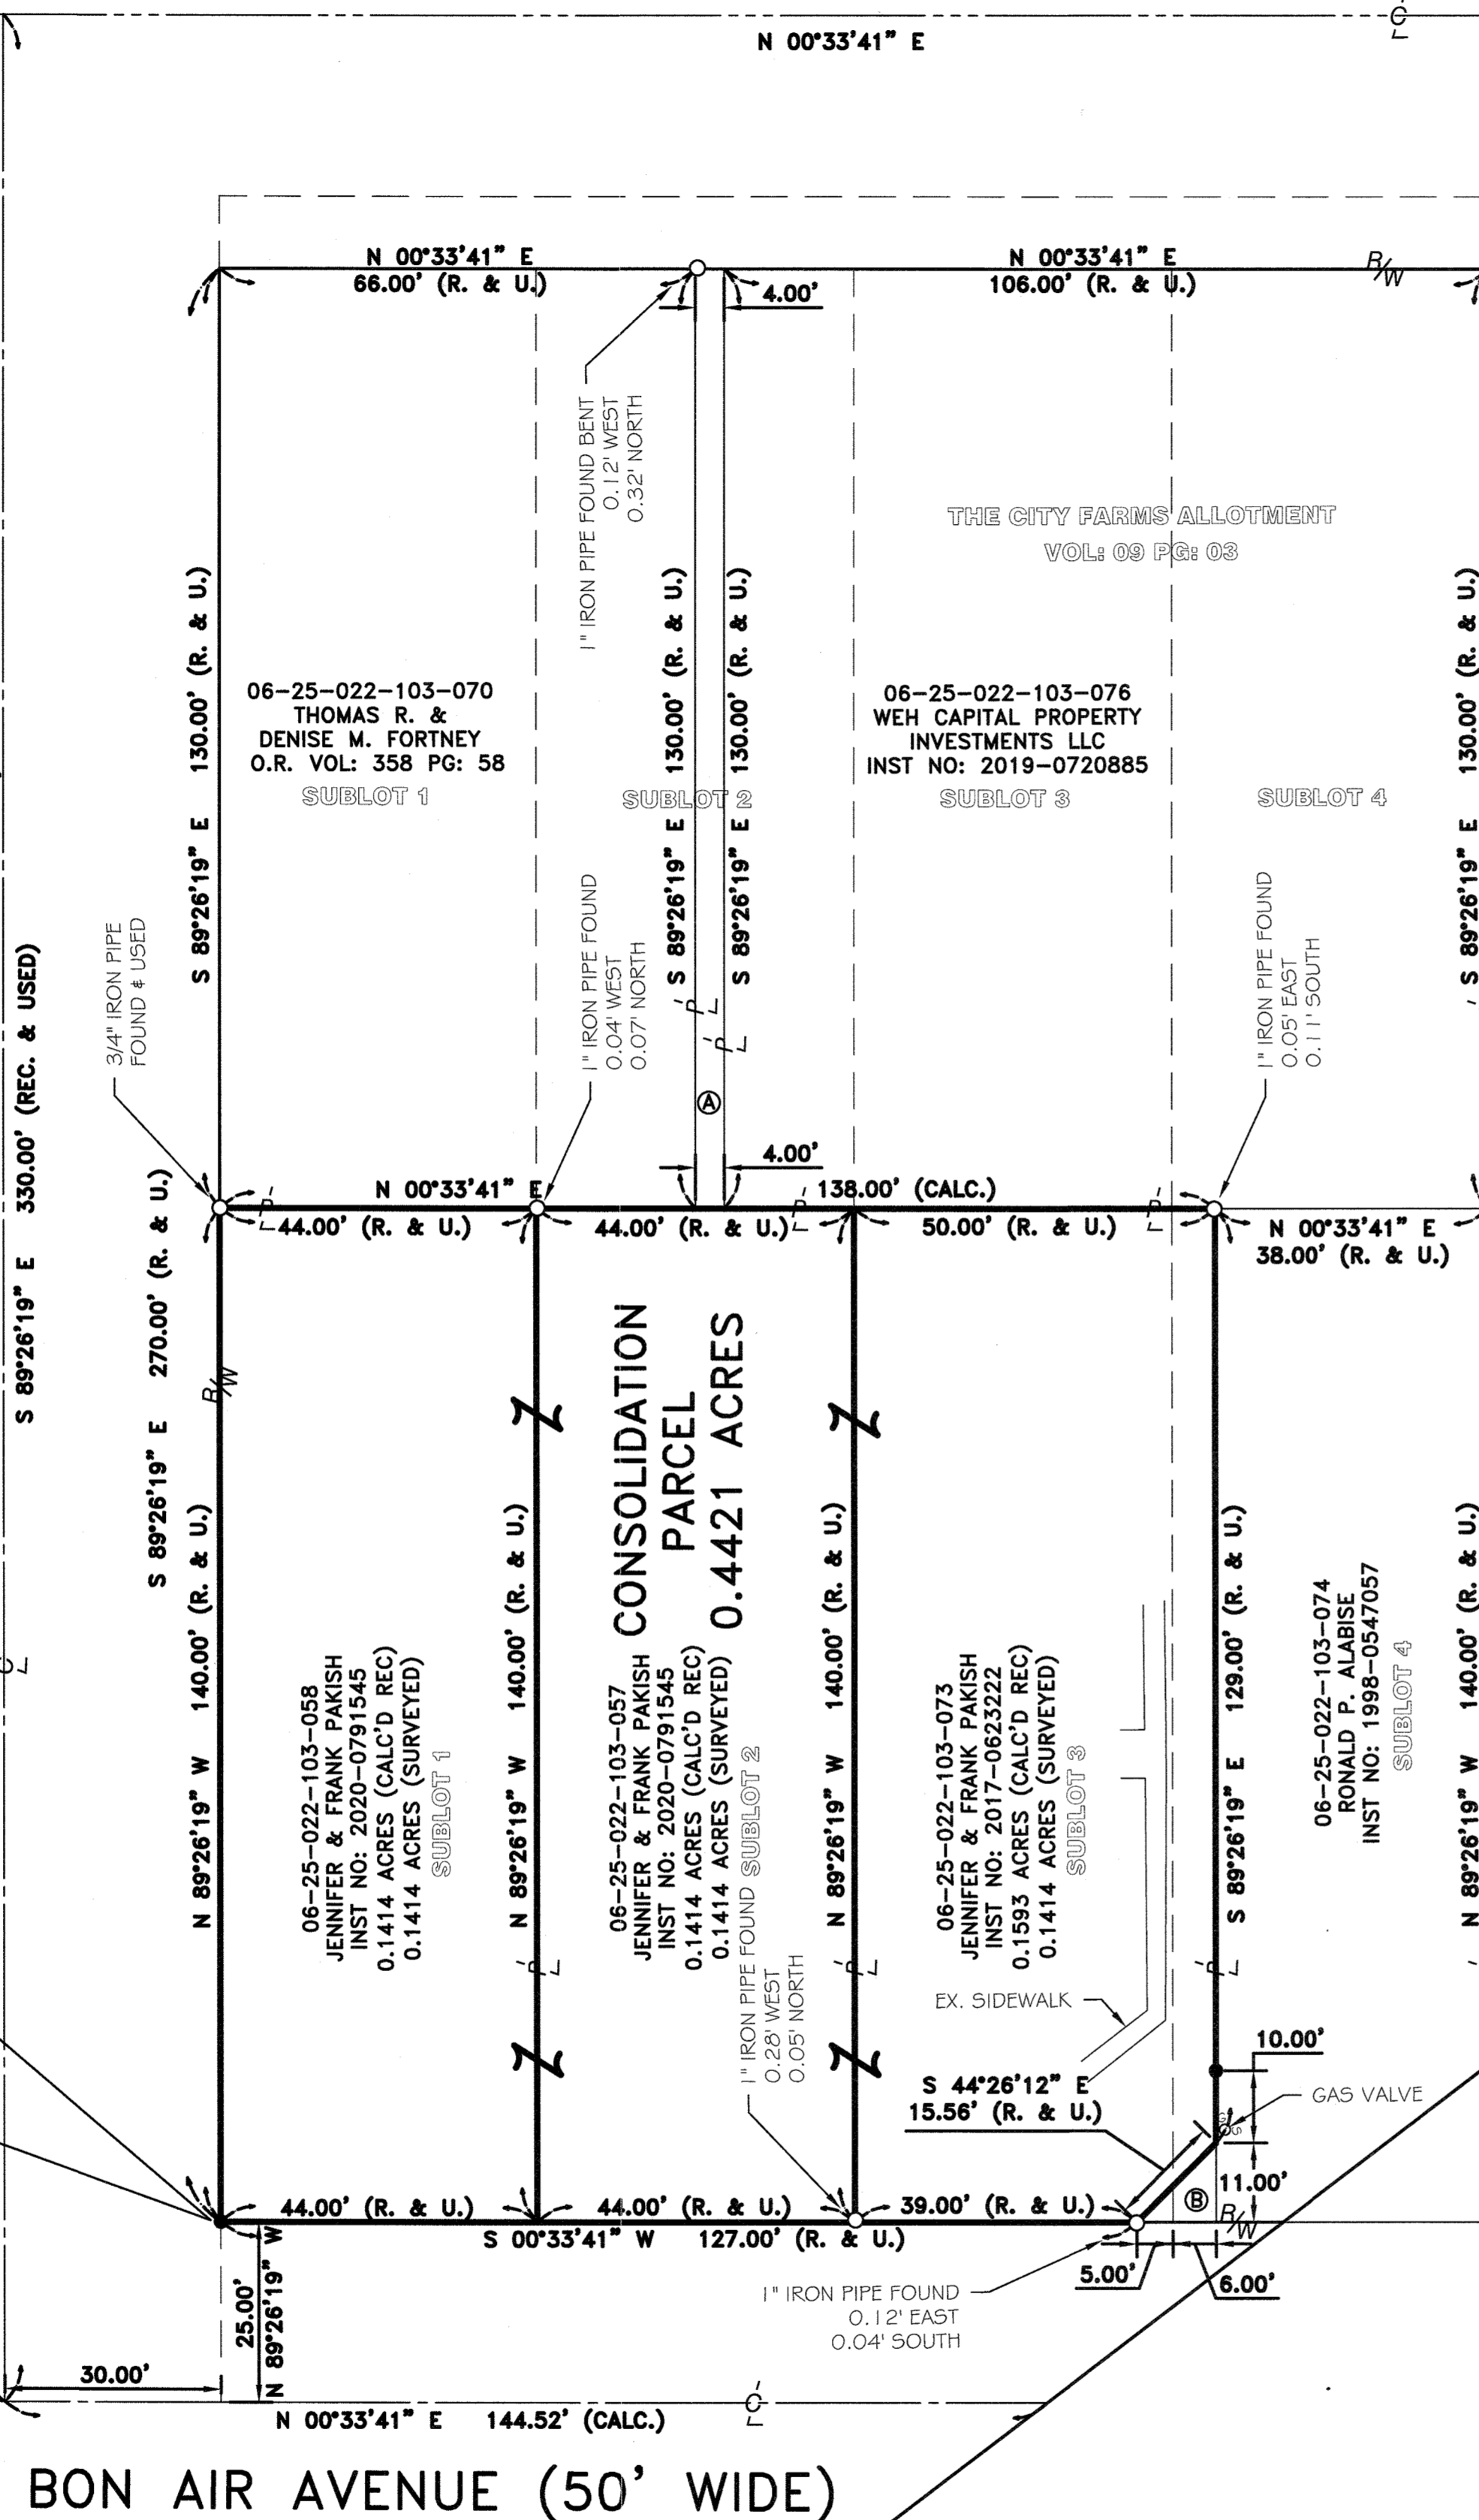 N 00°33'41" E
C L
N 00°33'41" E
66.00' (R. & U.)
N 00°33'41" E
106.00' (R. & U.)
R/W
4.00'
1" IRON PIPE FOUND BENT
0.12' WEST
0.32' NORTH
THE CITY FARMS ALLOTMENT
VOL: 09 PG: 03
S 89°26'19" E 130.00' (R. & U.)
S 89°26'19" E 130.00' (R. & U.)
S 89°26'19" E 130.00' (R. & U.)
S 89°26'19" E 130.00' (R. & U.)
06-25-022-103-070
THOMAS R. &
DENISE M. FORTNEY
O.R. VOL: 358 PG: 58
SUBLOT 1
SUBLOT 2
06-25-022-103-076
WEH CAPITAL PROPERTY
INVESTMENTS LLC
INST NO: 2019-0720885
SUBLOT 3
SUBLOT 4
S 89°26'19" E 330.00' (REC. & USED)
3/4" IRON PIPE
FOUND & USED
1" IRON PIPE FOUND
0.04' WEST
0.07' NORTH
P L
P L
A
4.00'
1" IRON PIPE FOUND
0.05' EAST
0.11' SOUTH
N 00°33'41" E
138.00' (CALC.)
P L
44.00' (R. & U.)
44.00' (R. & U.)
P L
50.00' (R. & U.)
P L
N 00°33'41" E
38.00' (R. & U.)
S 89°26'19" E 270.00' (R. & U.)
R/W
CONSOLIDATION
PARCEL
0.4421 ACRES
N 89°26'19" W 140.00' (R. & U.)
N 89°26'19" W 140.00' (R. & U.)
N 89°26'19" W 140.00' (R. & U.)
S 89°26'19" E 129.00' (R. & U.)
N 89°26'19" W 140.00' (R. & U.)
06-25-022-103-058
JENNIFER & FRANK PAKISH
INST NO: 2020-0791545
0.1414 ACRES (CALC'D REC)
0.1414 ACRES (SURVEYED)
SUBLOT 1
06-25-022-103-057
JENNIFER & FRANK PAKISH
INST NO: 2020-0791545
0.1414 ACRES (CALC'D REC)
0.1414 ACRES (SURVEYED)
SUBLOT 2
06-25-022-103-073
JENNIFER & FRANK PAKISH
INST NO: 2017-0623222
0.1593 ACRES (CALC'D REC)
0.1414 ACRES (SURVEYED)
SUBLOT 3
06-25-022-103-074
RONALD P. ALABISE
INST NO: 1998-0547057
SUBLOT 4
C L
P L
P L
P L
1" IRON PIPE FOUND
0.28' WEST
0.05' NORTH
EX. SIDEWALK
10.00'
GAS VALVE
S 44°26'12" E
15.56' (R. & U.)
11.00'
B
R/W
44.00' (R. & U.)
44.00' (R. & U.)
39.00' (R. & U.)
S 00°33'41" W 127.00' (R. & U.)
5.00'
6.00'
1" IRON PIPE FOUND
0.12' EAST
0.04' SOUTH
25.00'
N 89°26'19" W
30.00'
C L
N 00°33'41" E 144.52' (CALC.)
BON AIR AVENUE (50' WIDE)